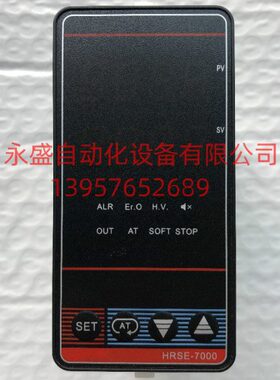 PV
SV
永盛自动化设备有限公司
13957652689
ALR Er.O H.V.
OUT AT SOFT STOP
SET AT
HRSE-7000